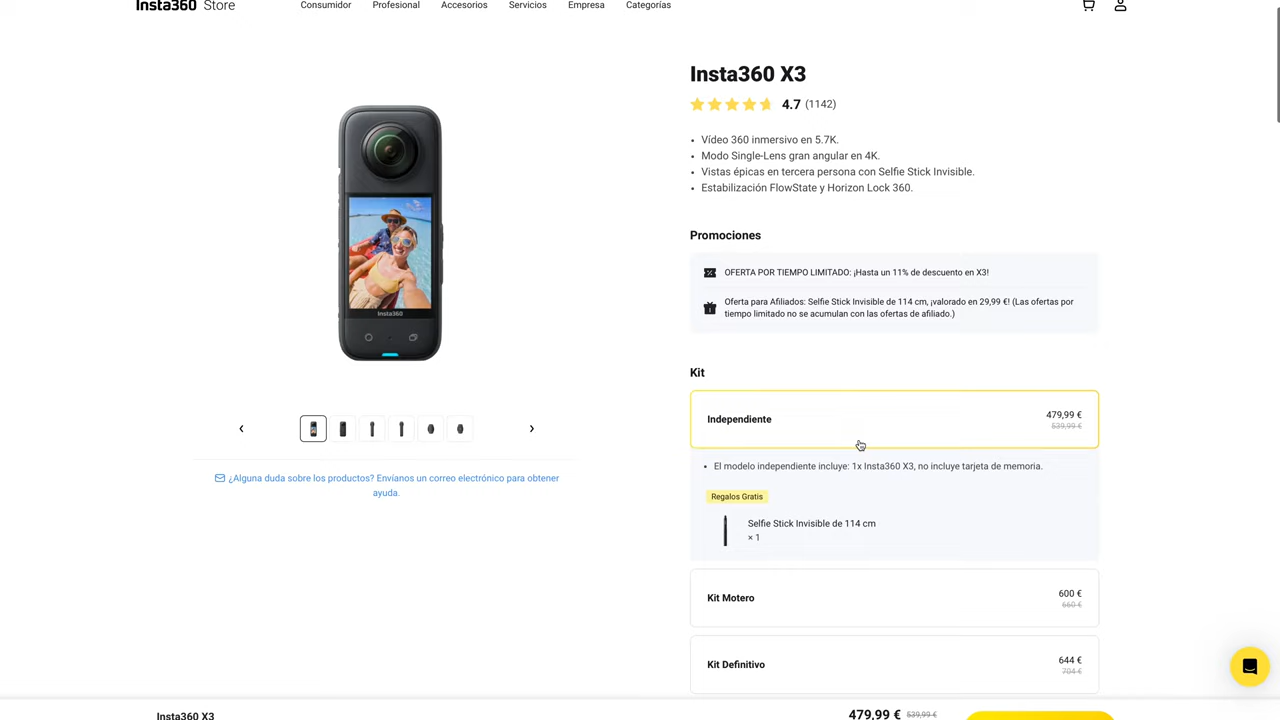 Insta360 Store
Consumidor Profesional Accesorios Servicios Empresa Categorías
Insta360 X3
4.7 (1142)
• Vídeo 360 inmersivo en 5.7K.
• Modo Single-Lens gran angular en 4K.
• Vistas épicas en tercera persona con Selfie Stick Invisible.
• Estabilización FlowState y Horizon Lock 360.
Promociones
OFERTA POR TIEMPO LIMITADO: ¡Hasta un 11% de descuento en X3!
Oferta para Afiliados: Selfie Stick Invisible de 114 cm, ¡valorado en 29,99 €! (Las ofertas por
tiempo limitado no se acumulan con las ofertas de afiliado.)
Insta360
Kit
Independiente
479,99 €
539,99 €
• El modelo independiente incluye: 1x Insta360 X3, no incluye tarjeta de memoria.
Regalos Gratis
Selfie Stick Invisible de 114 cm
× 1
Kit Motero
600 €
660 €
Kit Definitivo
644 €
704 €
¿Alguna duda sobre los productos? Envíanos un correo electrónico para obtener
ayuda.
Insta360 X3
479,99 € 539,99 €